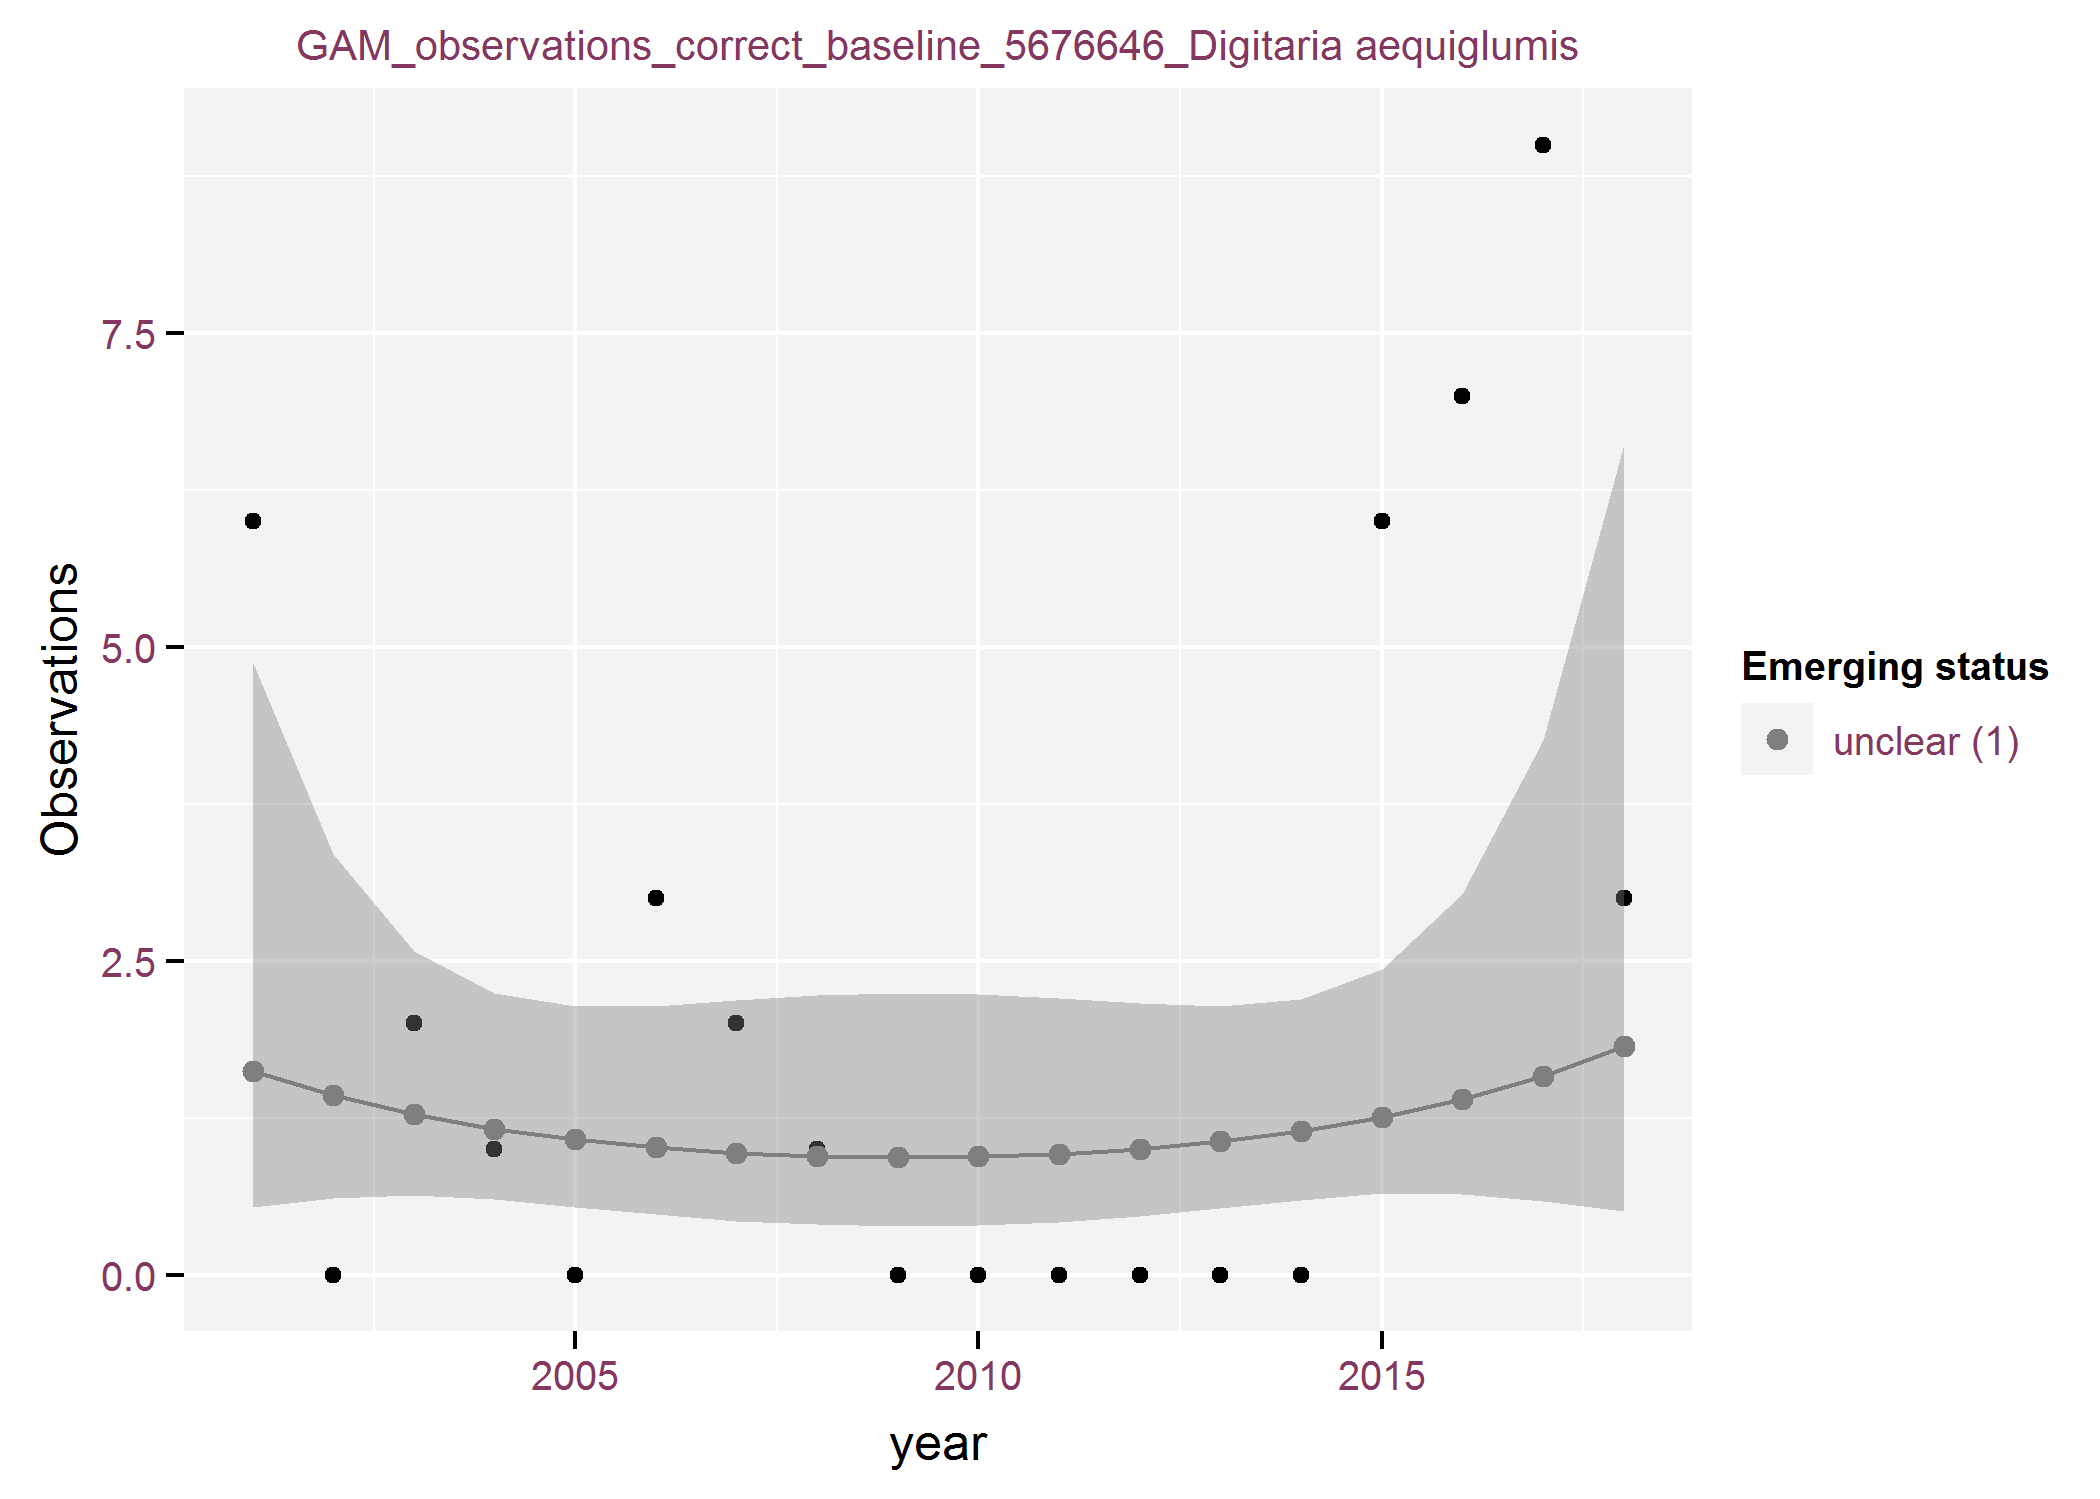 GAM_observations_correct_baseline_5676646_Digitaria aequiglumis
Observations
7.5
5.0
2.5
0.0
2005
2010
2015
year
Emerging status
unclear (1)